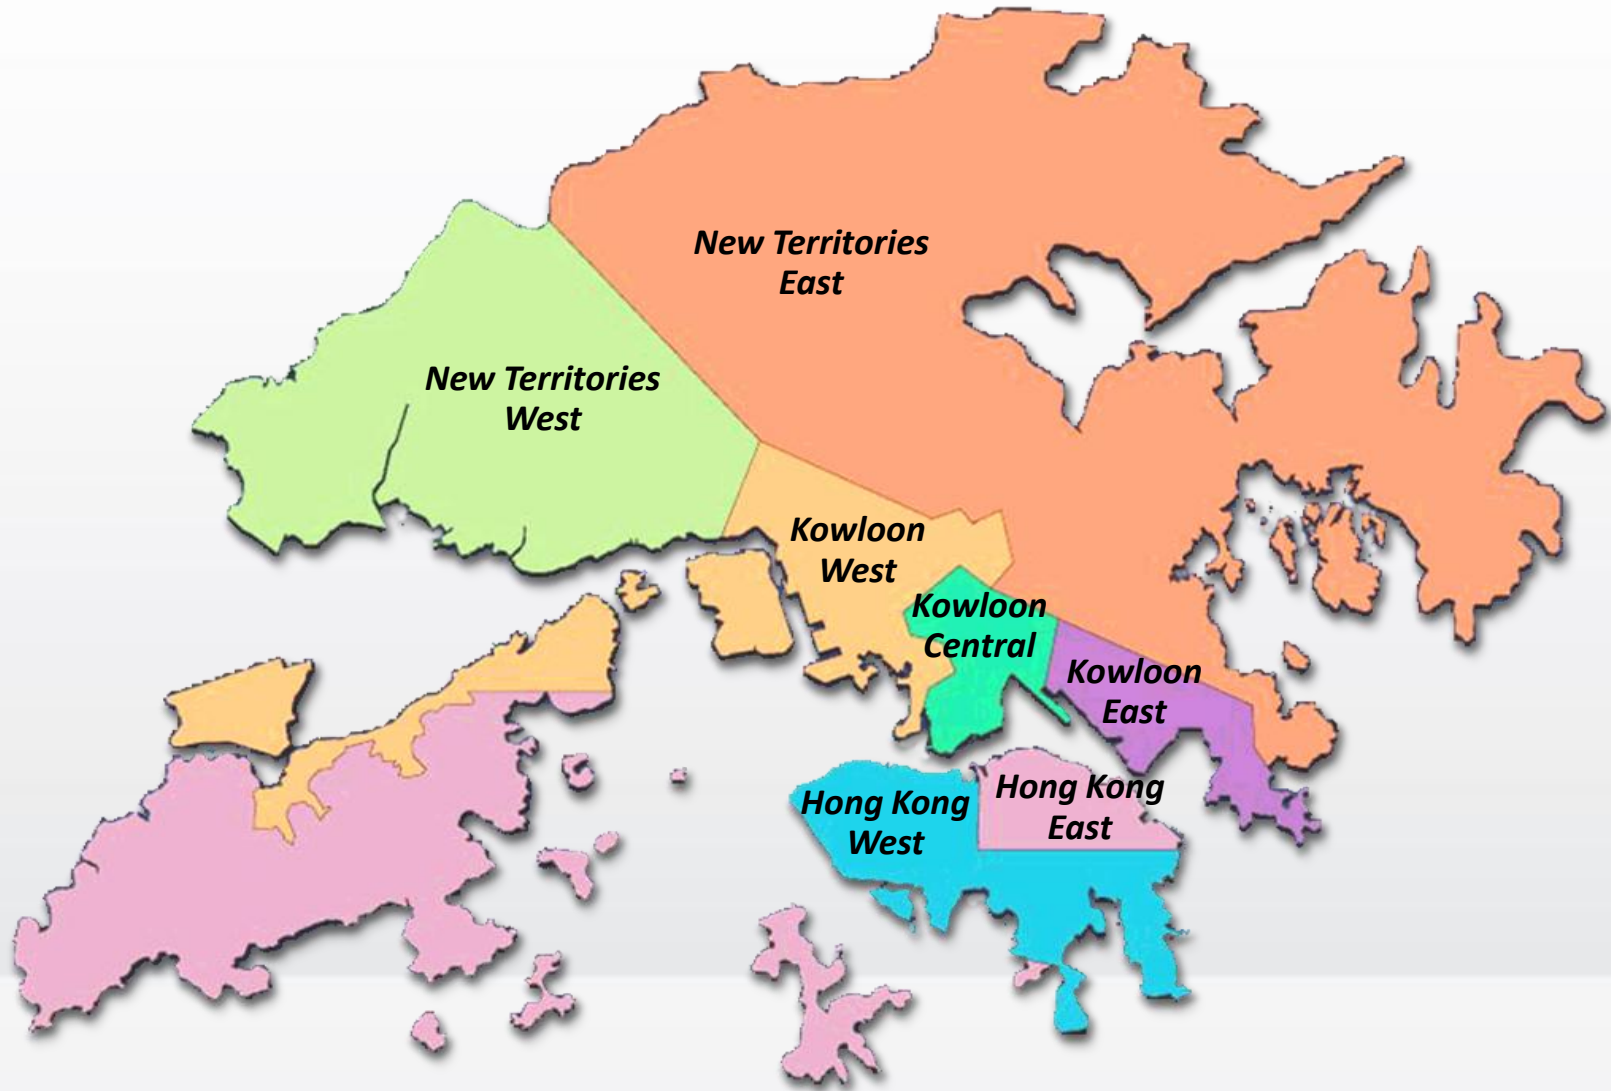 New Territories
East
New Territories
West
Kowloon
West
Kowloon
Central
Kowloon
East
Hong Kong
West
Hong Kong
East